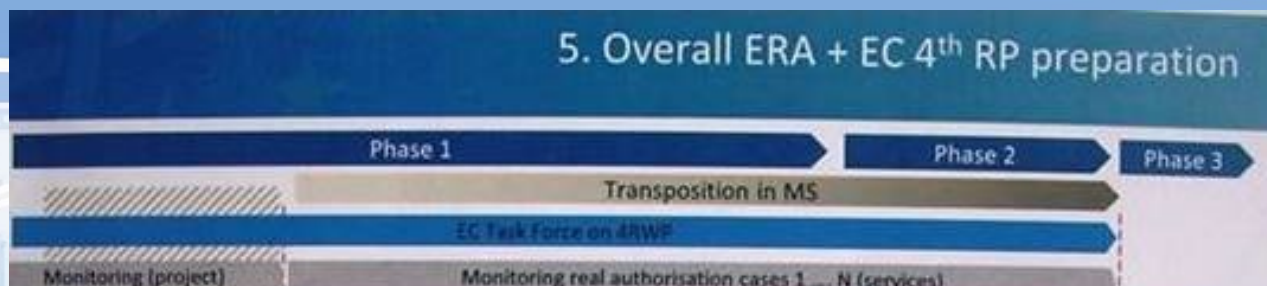 5. Overall ERA + EC 4th RP preparation
Phase 1 Phase 2 Phase 3
Transposition in MS
EC Task Force on 4RWP
Monitoring (project) Monitoring real authorisation cases 1 ... N (services)